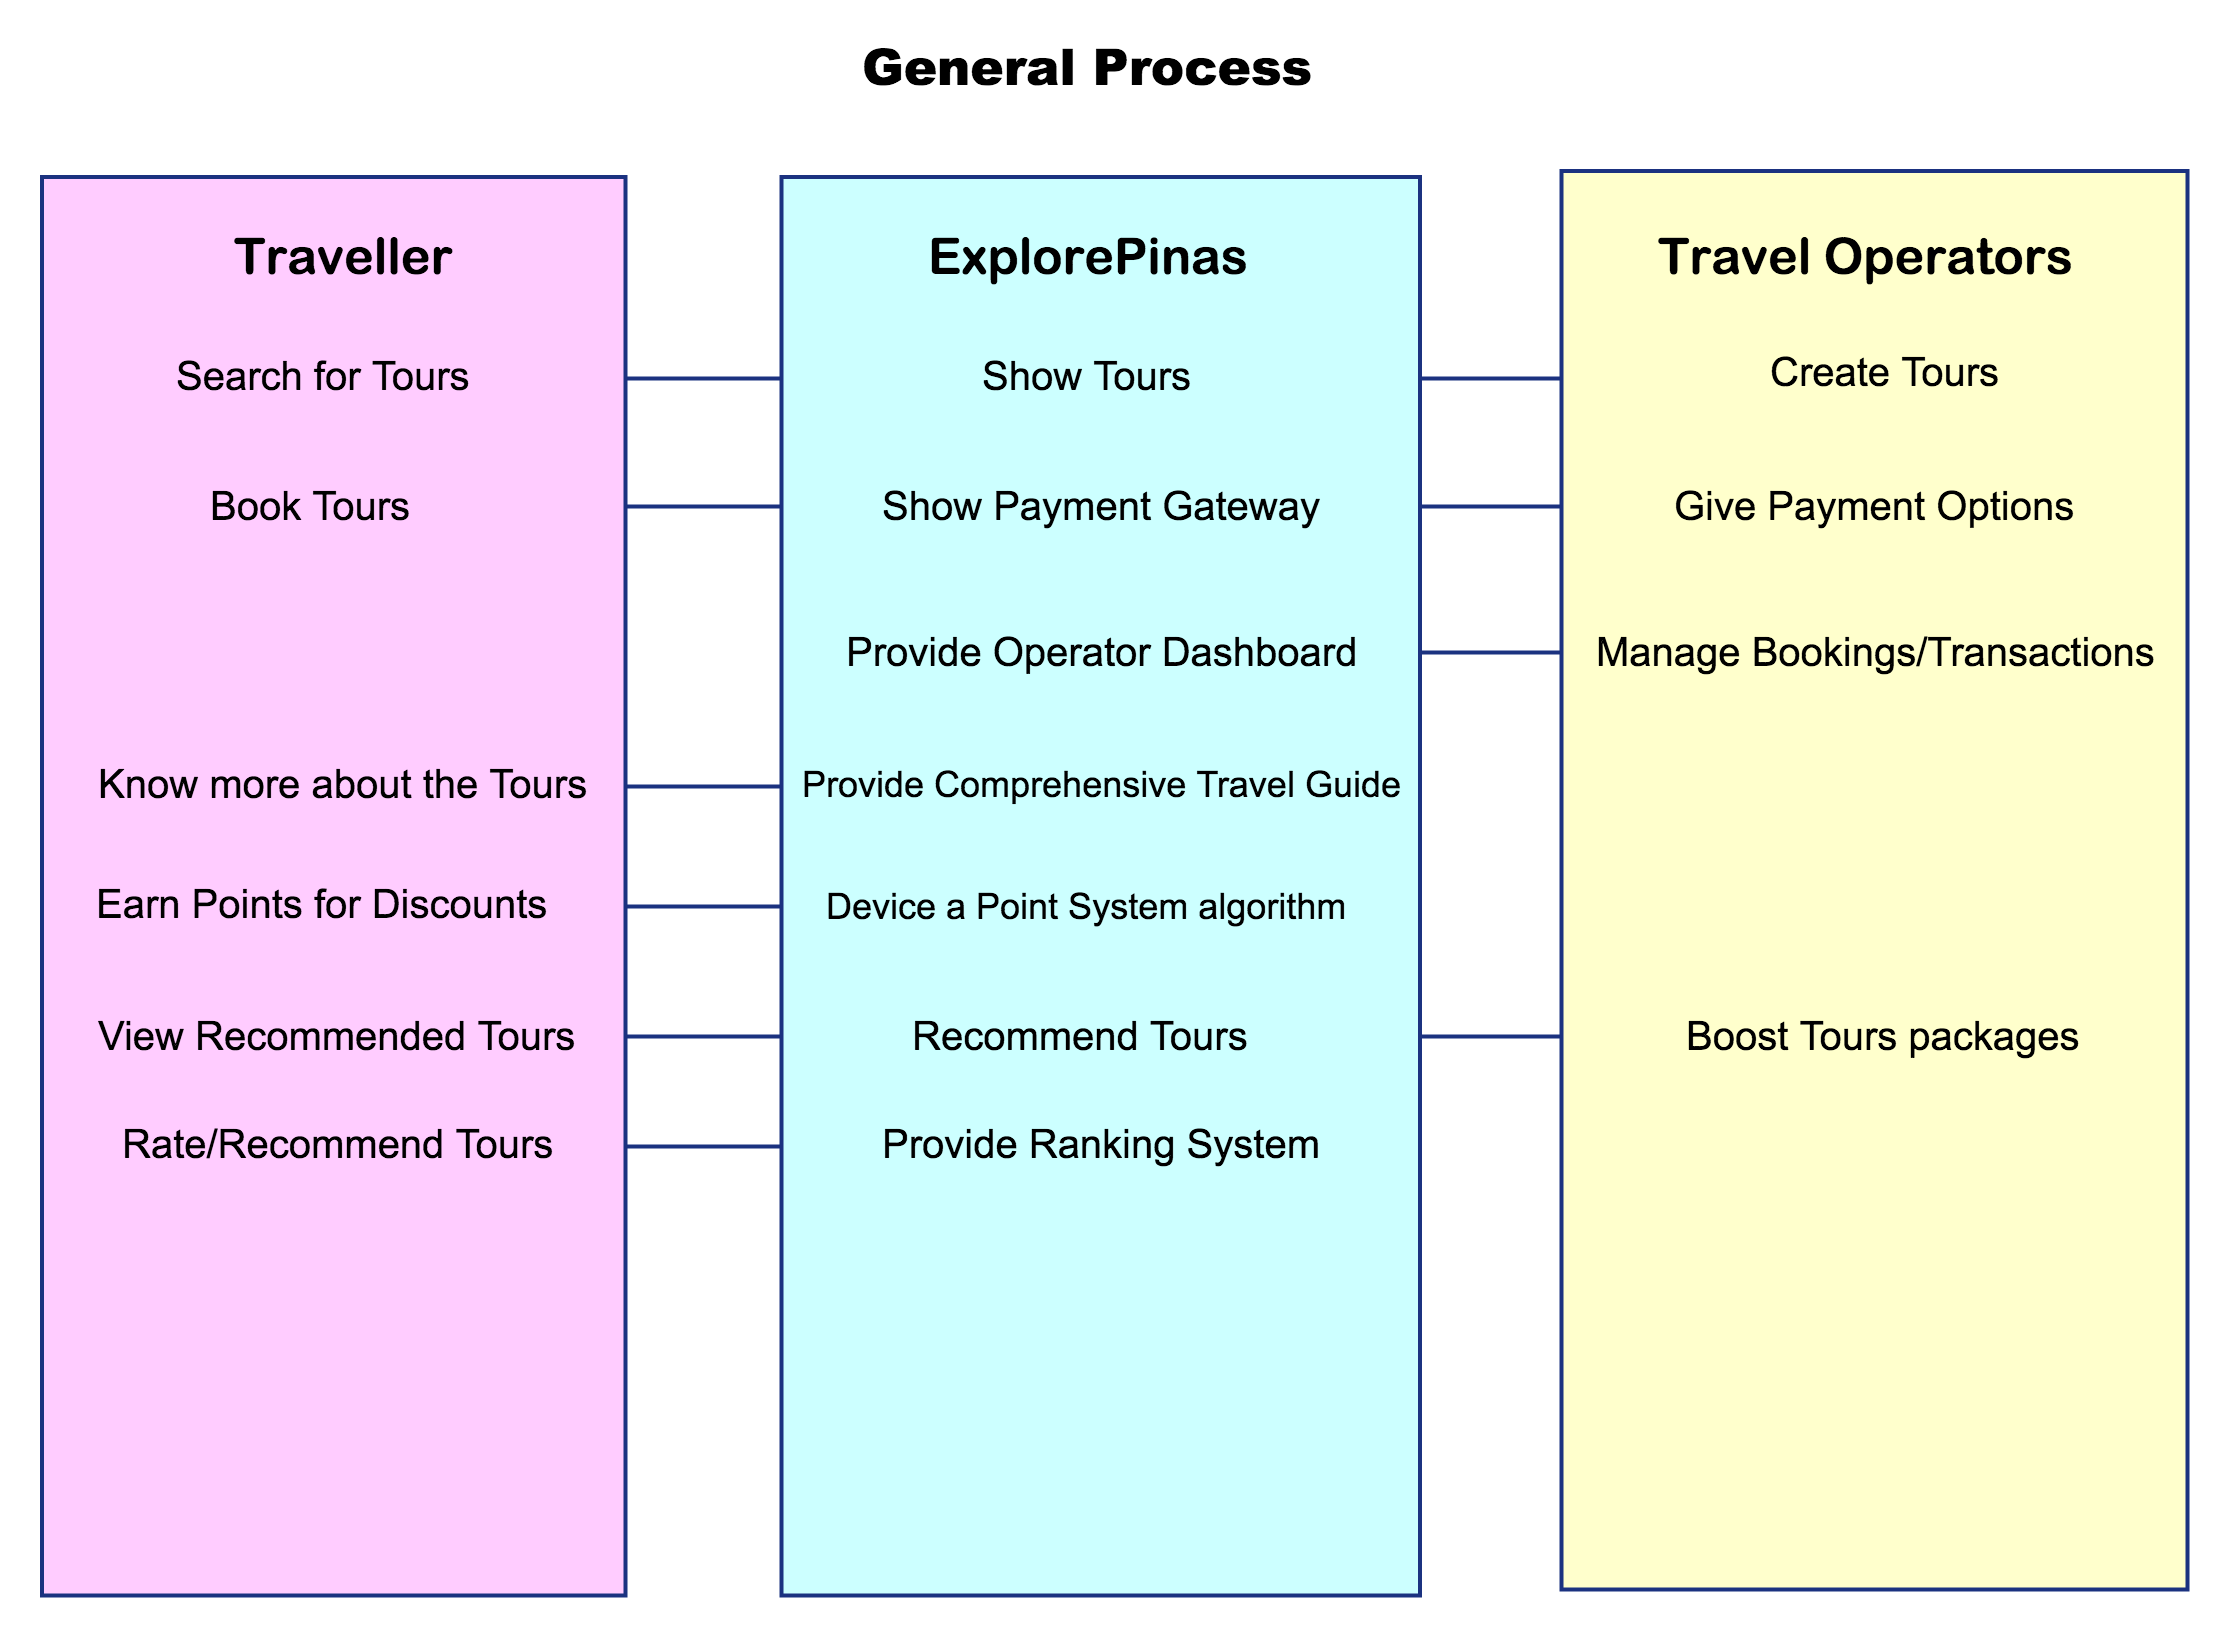 General Process
Traveller
ExplorePinas
Travel Operators
Search for Tours
Show Tours
Create Tours
Book Tours
Show Payment Gateway
Give Payment Options
Provide Operator Dashboard
Manage Bookings/Transactions
Know more about the Tours
Provide Comprehensive Travel Guide
Earn Points for Discounts
Device a Point System algorithm
View Recommended Tours
Recommend Tours
Boost Tours packages
Rate/Recommend Tours
Provide Ranking System